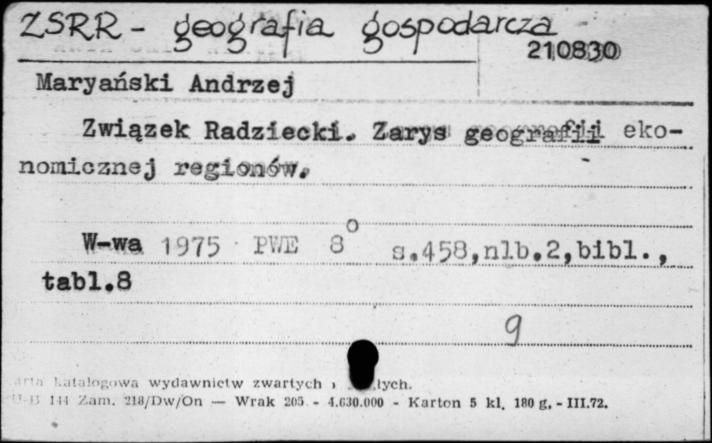 ZSRR - geografia gospodarcza
210830
Maryański Andrzej
Związek Radziecki. Zarys geografii eko-
nomicznej regionów.
W-wa 1975 PWE 8° s.458,nlb.2,bibl.,
tabl.8
9
katalogowa wydawnictw zwartych i
144 Zam. 218/Dw/On — Wrak 205 - 4.630.000 - Karton 5 kl. 180 g. - III.72.